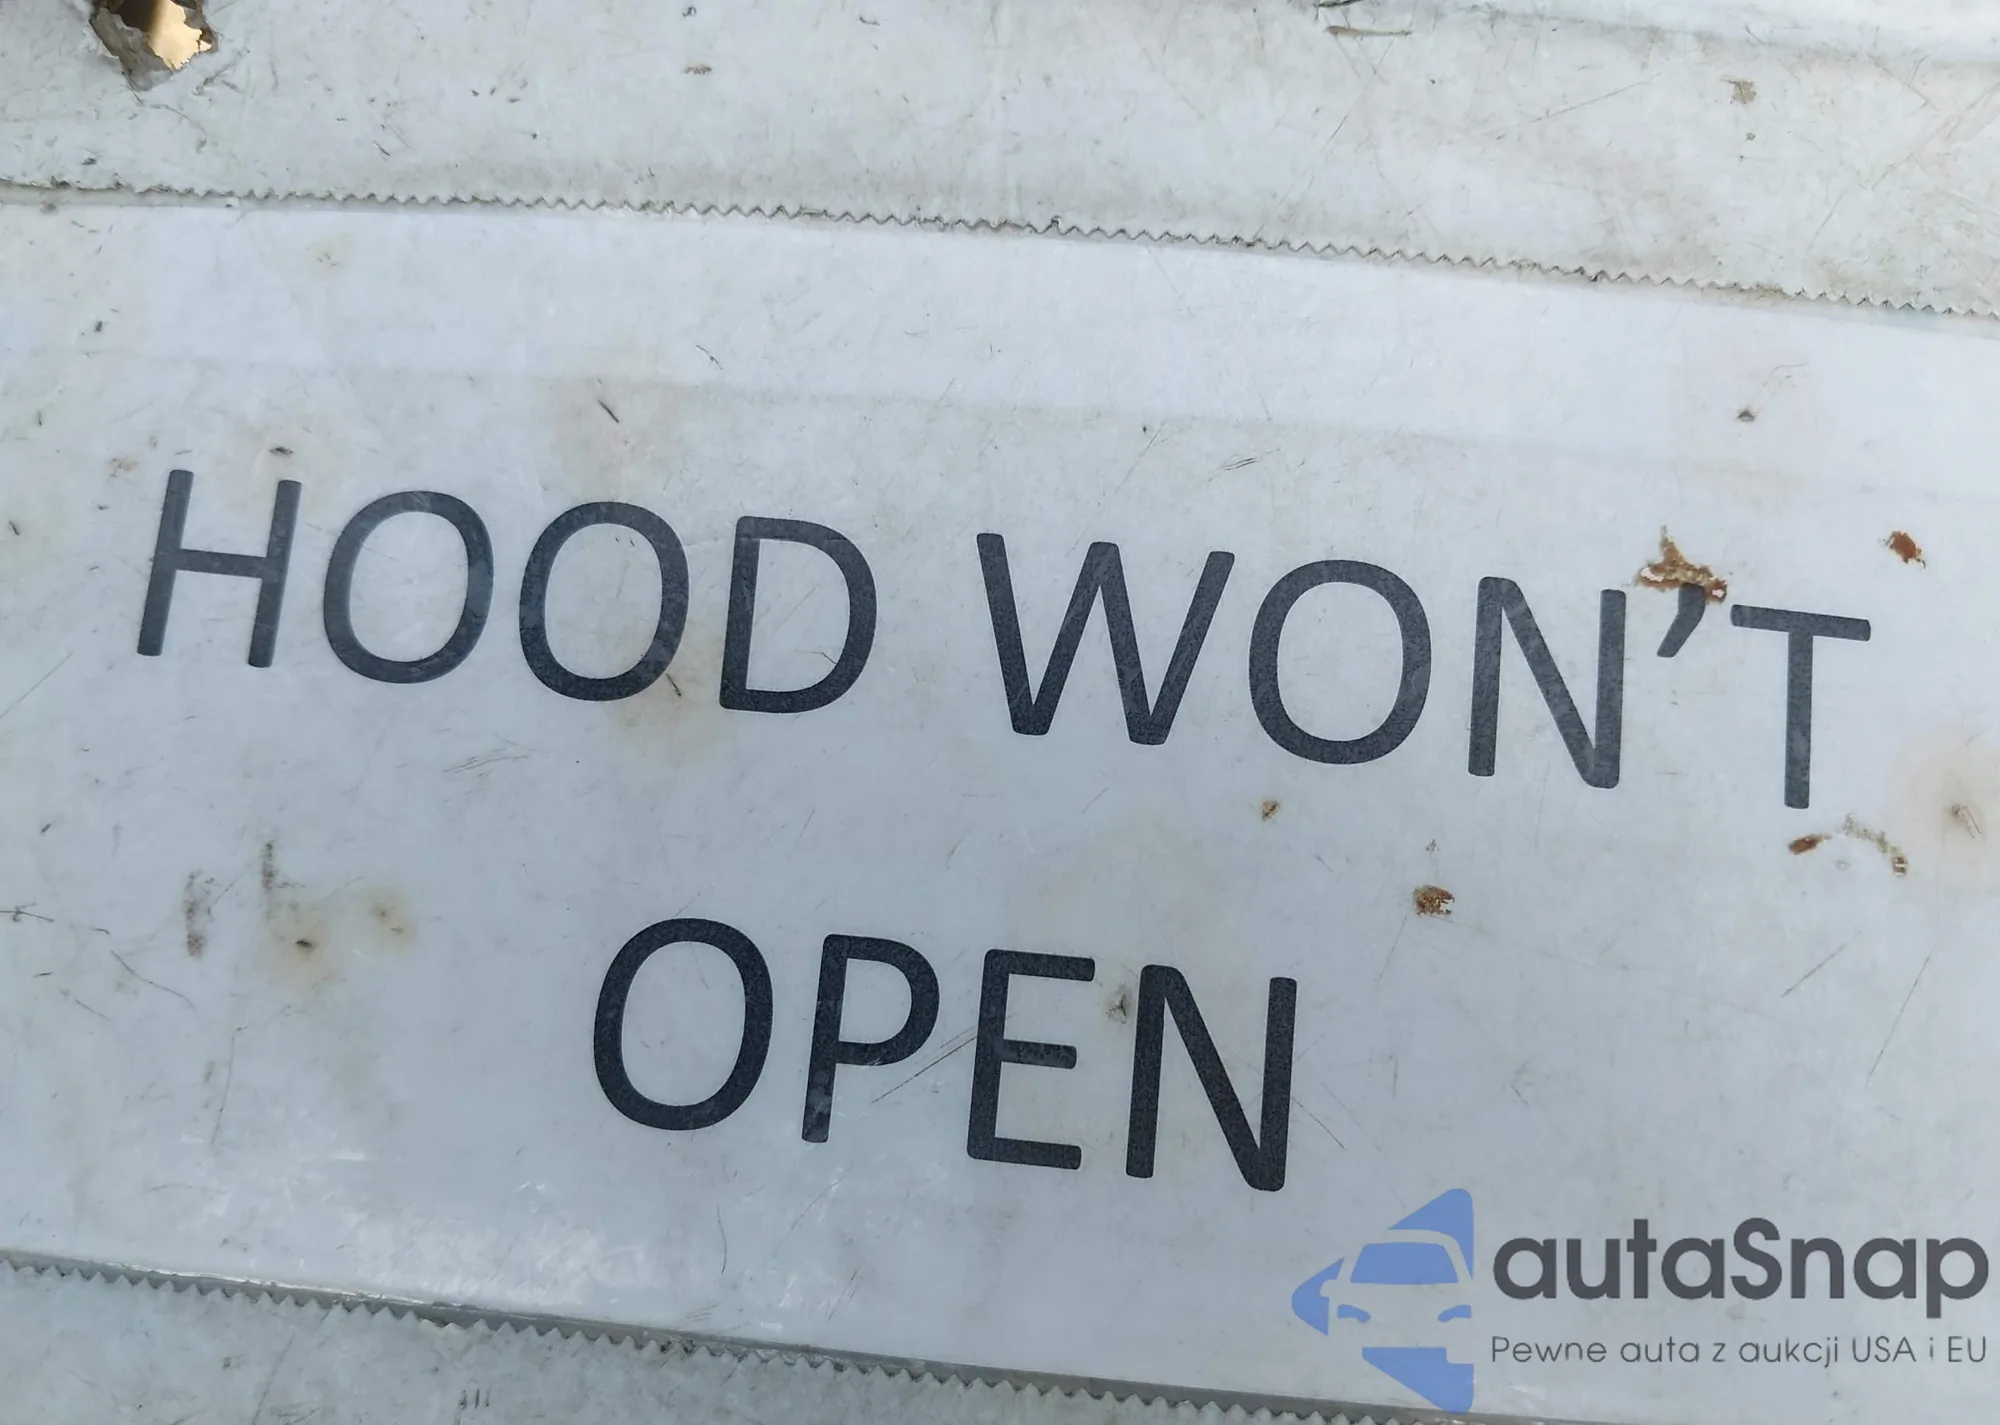 HOOD WON’T
OPEN
autaSnap
Pewne auta z aukcji USA i EU